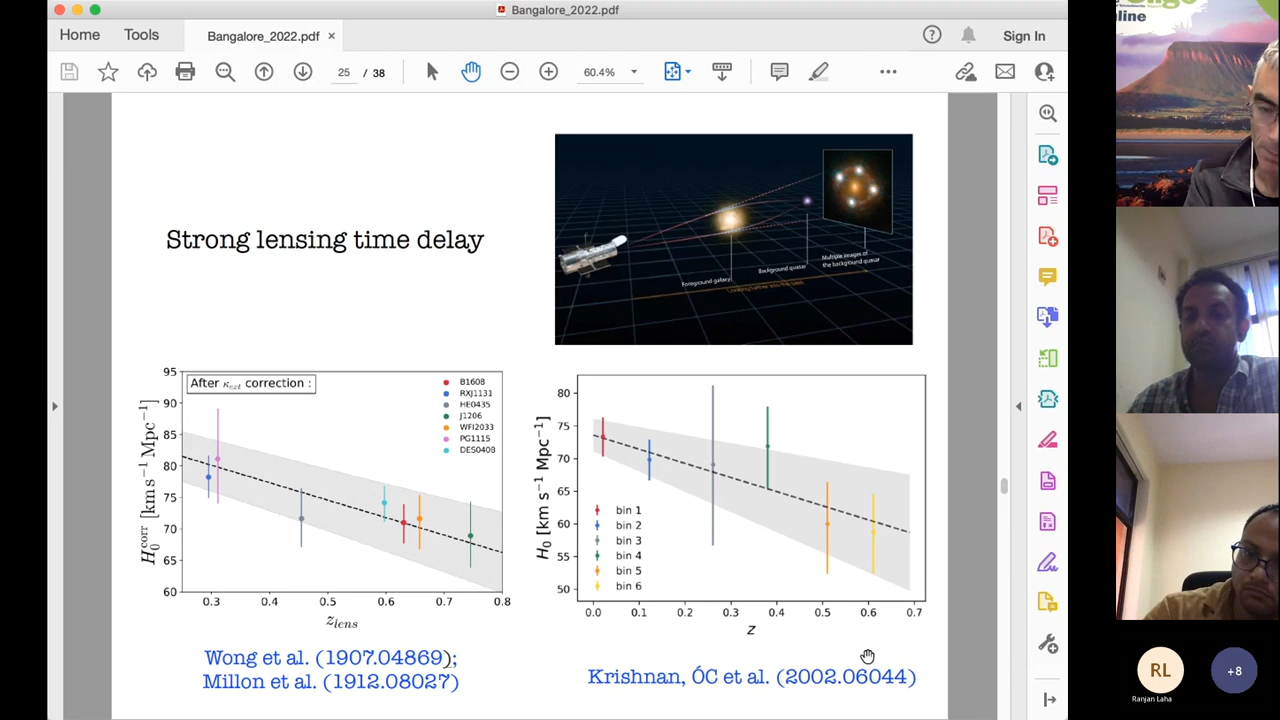 Bangalore_2022.pdf
Home
Tools
Bangalore_2022.pdf ×
Sign In
25 / 38
60.4%
Strong lensing time delay
Foreground galaxy
Background quasar
Multiple images of
the background quasar
After κext correction :
B1608
RXJ1131
HE0435
J1206
WFI2033
PG1115
DES0408
95
90
85
80
75
70
65
60
H0corr [km s−1 Mpc−1]
0.3 0.4 0.5 0.6 0.7 0.8
zlens
80
75
70
65
60
55
50
H0 [km s−1 Mpc−1]
bin 1
bin 2
bin 3
bin 4
bin 5
bin 6
0.0 0.1 0.2 0.3 0.4 0.5 0.6 0.7
z
Wong et al. (1907.04869);
Millon et al. (1912.08027)
Krishnan, ÓC et al. (2002.06044)
nline
RL
Ranjan Laha
+8